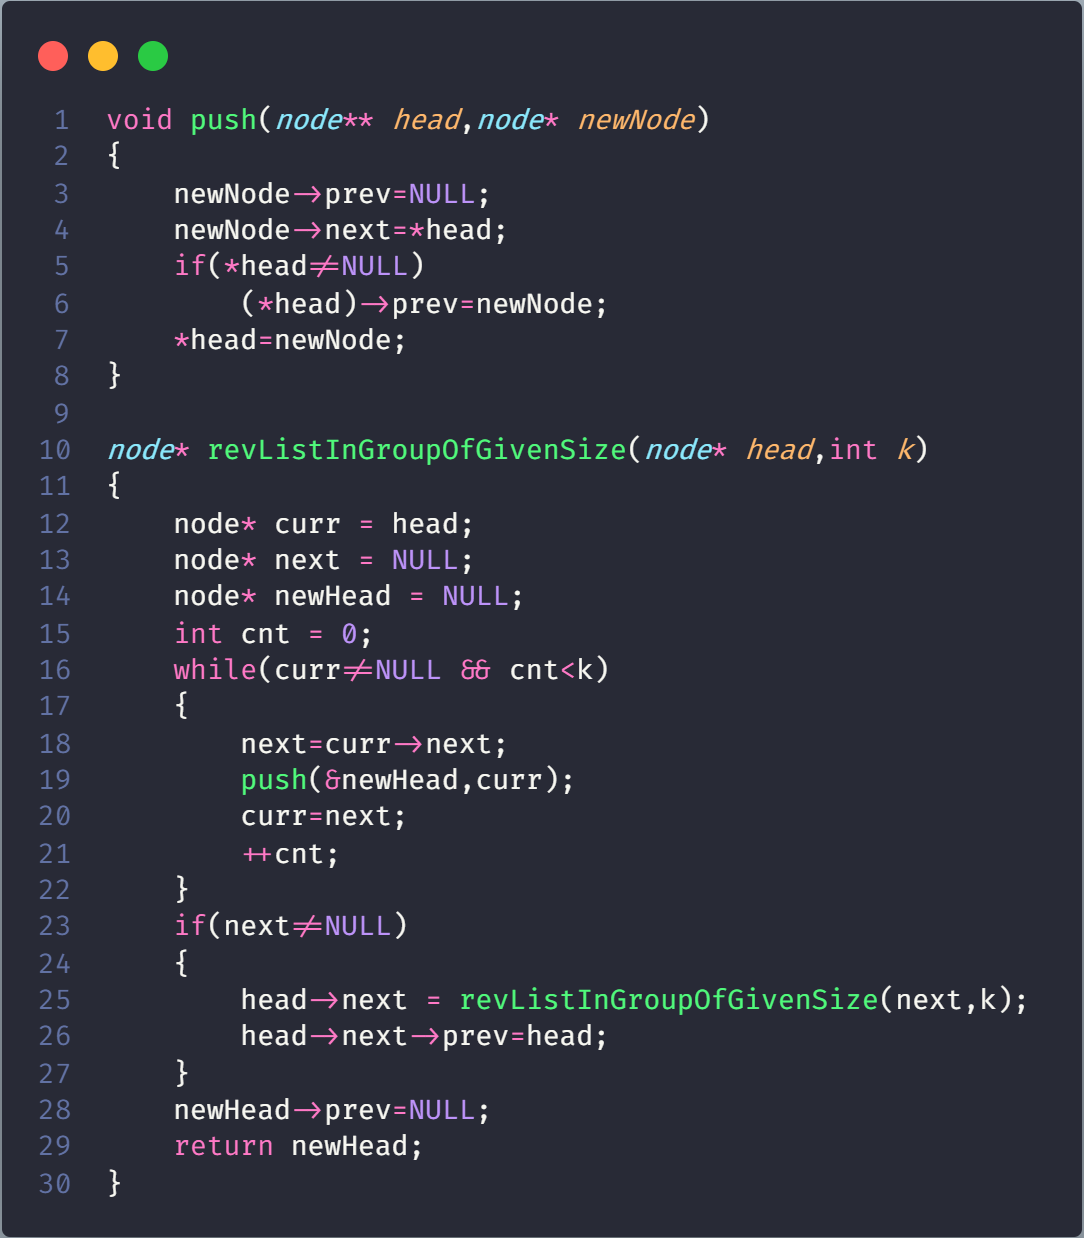 1 void push(node** head,node* newNode)
2 {
3     newNode->prev=NULL;
4     newNode->next=*head;
5     if(*head!=NULL)
6         (*head)->prev=newNode;
7     *head=newNode;
8 }
9
10 node* revListInGroupOfGivenSize(node* head,int k)
11 {
12     node* curr = head;
13     node* next = NULL;
14     node* newHead = NULL;
15     int cnt = 0;
16     while(curr!=NULL && cnt<k)
17     {
18         next=curr->next;
19         push(&newHead,curr);
20         curr=next;
21         ++cnt;
22     }
23     if(next!=NULL)
24     {
25         head->next = revListInGroupOfGivenSize(next,k);
26         head->next->prev=head;
27     }
28     newHead->prev=NULL;
29     return newHead;
30 }